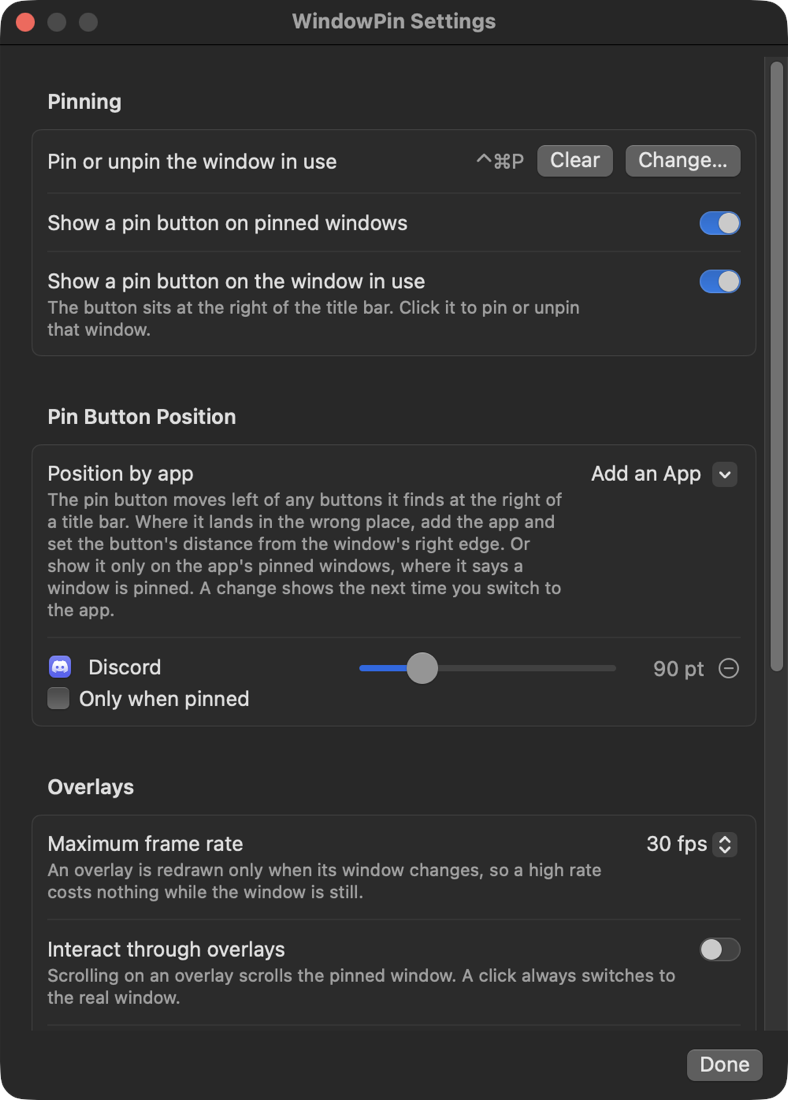 WindowPin Settings
Pinning
Pin or unpin the window in use
^⌘P
Clear
Change...
Show a pin button on pinned windows
Show a pin button on the window in use
The button sits at the right of the title bar. Click it to pin or unpin
that window.
Pin Button Position
Position by app
Add an App
The pin button moves left of any buttons it finds at the right of
a title bar. Where it lands in the wrong place, add the app and
set the button's distance from the window's right edge. Or
show it only on the app's pinned windows, where it says a
window is pinned. A change shows the next time you switch to
the app.
Discord
90 pt
Only when pinned
Overlays
Maximum frame rate
30 fps
An overlay is redrawn only when its window changes, so a high rate
costs nothing while the window is still.
Interact through overlays
Scrolling on an overlay scrolls the pinned window. A click always switches to
the real window.
Done